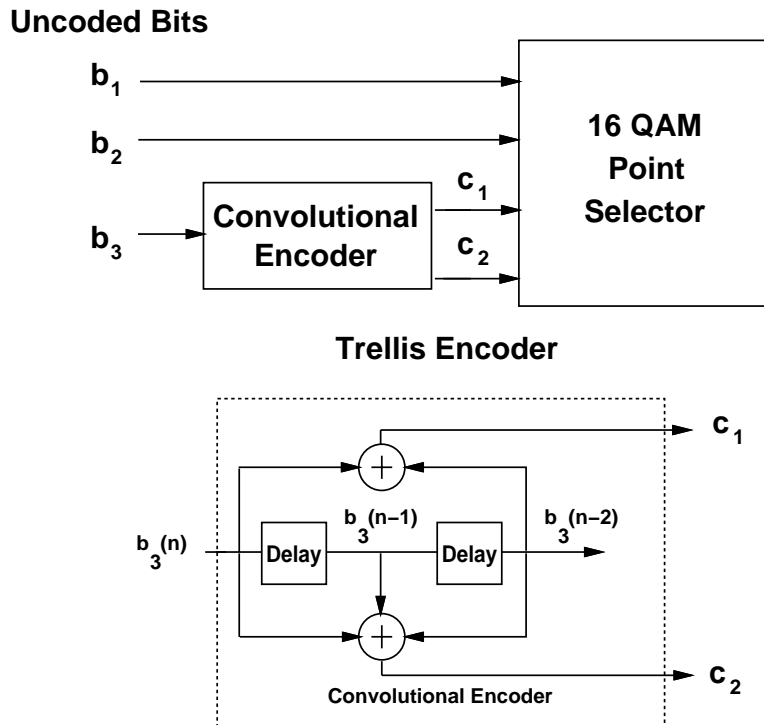 Uncoded Bits
b1
b2
b3
Convolutional
Encoder
c1
c2
16 QAM
Point
Selector
Trellis Encoder
c1
+
b3(n)
Delay
b3(n−1)
Delay
b3(n−2)
+
c2
Convolutional Encoder